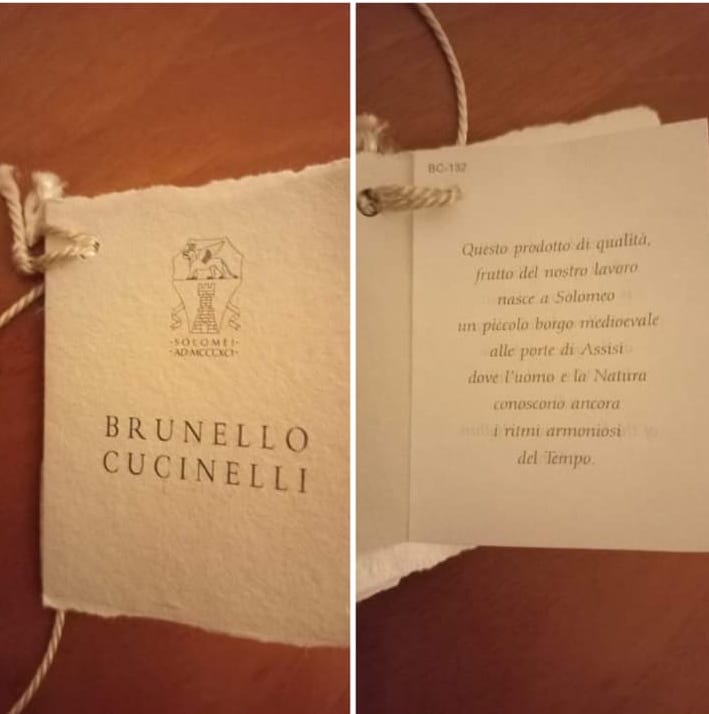 ·SOLOMEI·
·AD·MCCCXCI·
BRUNELLO
CUCINELLI
BC-132
Questo prodotto di qualità,
frutto del nostro lavoro
nasce a Solomeo
un piccolo borgo medioevale
alle porte di Assisi
dove l'uomo e la Natura
conoscono ancora
i ritmi armoniosi
del Tempo.